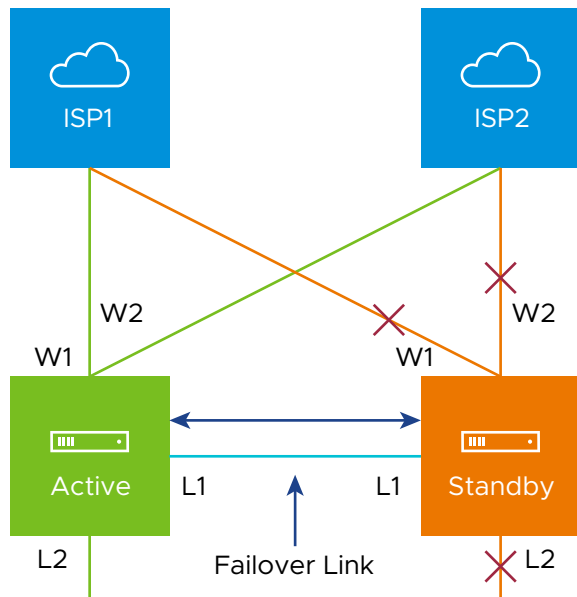 ISP1
ISP2
W2
W2
W1
W1
Active
L1
L1
Standby
L2
Failover Link
L2